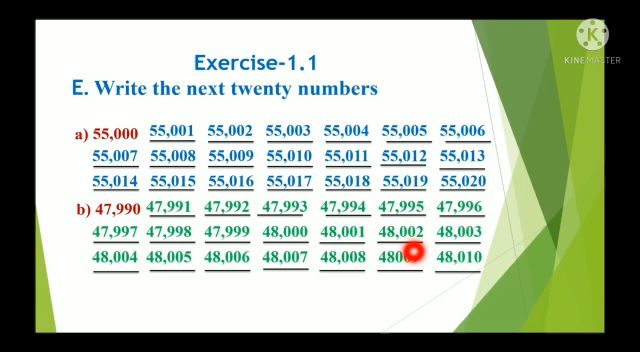 K
KINEMASTER
Exercise-1.1
E. Write the next twenty numbers
a) 55,000 55,001 55,002 55,003 55,004 55,005 55,006
55,007 55,008 55,009 55,010 55,011 55,012 55,013
55,014 55,015 55,016 55,017 55,018 55,019 55,020
b) 47,990 47,991 47,992 47,993 47,994 47,995 47,996
47,997 47,998 47,999 48,000 48,001 48,002 48,003
48,004 48,005 48,006 48,007 48,008 48,010